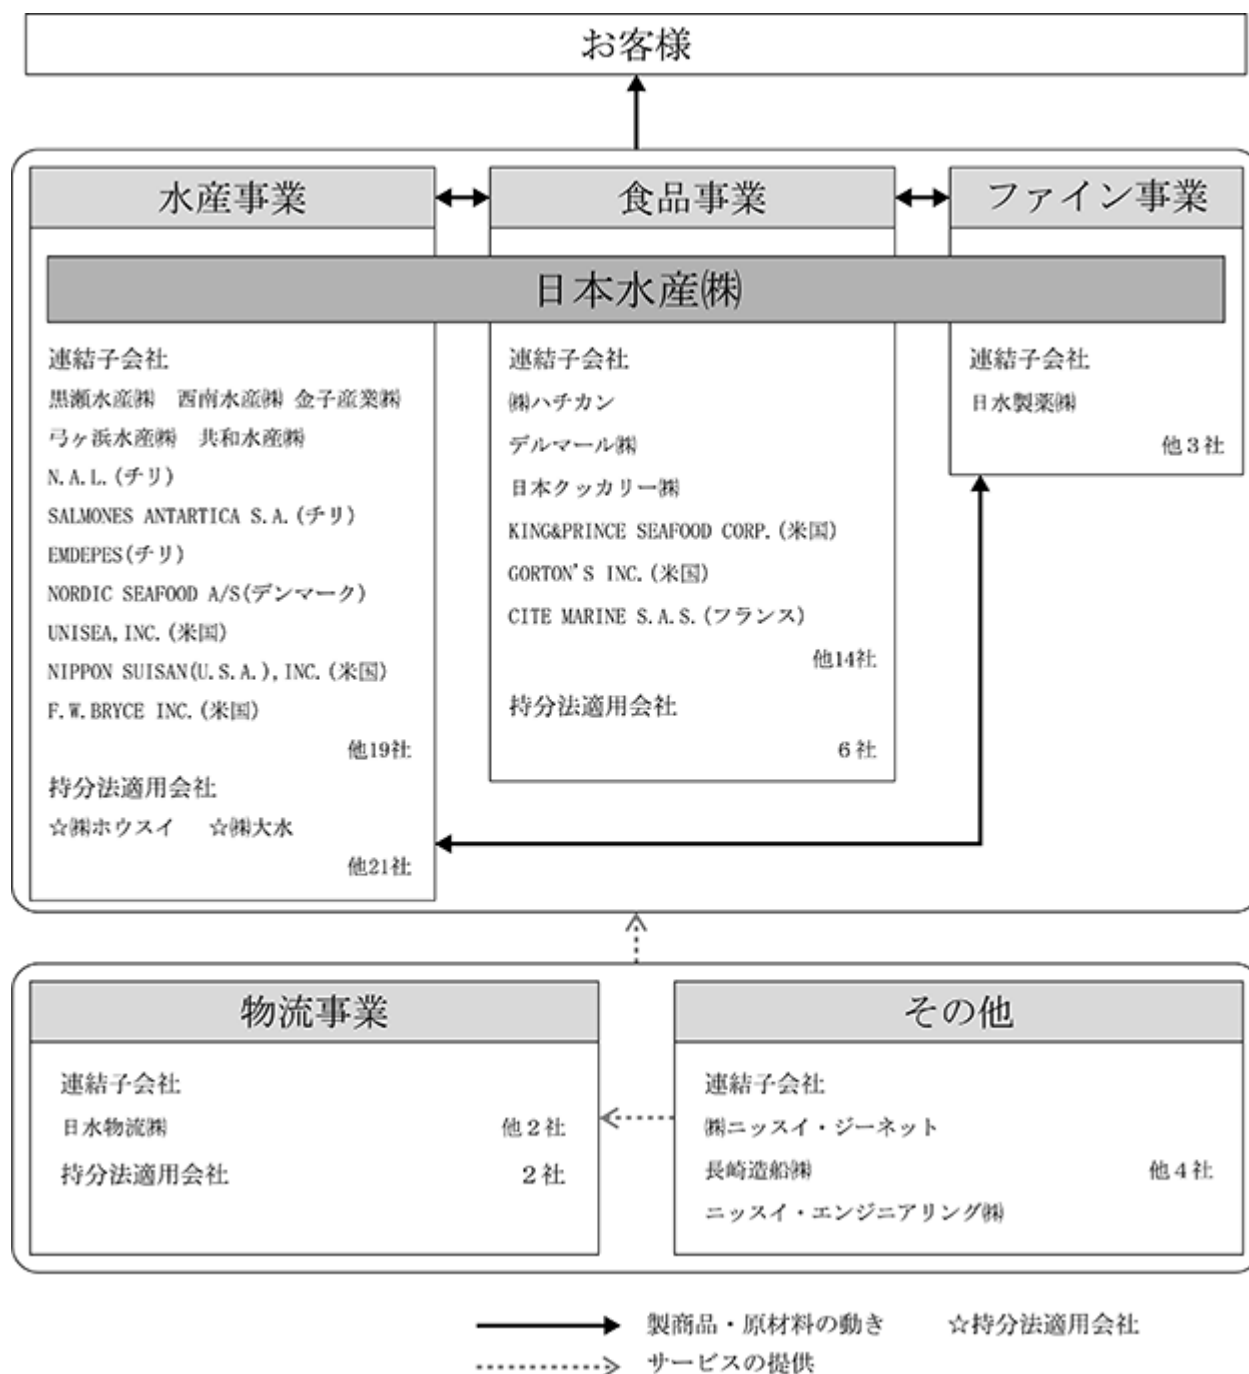 お客様
水産事業
食品事業
ファイン事業
日本水産㈱
連結子会社
黒瀬水産㈱ 西南水産㈱ 金子産業㈱
弓ヶ浜水産㈱ 共和水産㈱
N.A.L.(チリ)
SALMONES ANTARTICA S.A.(チリ)
EMDEPES(チリ)
NORDIC SEAFOOD A/S(デンマーク)
UNISEA,INC.(米国)
NIPPON SUISAN(U.S.A.),INC.(米国)
F.W.BRYCE INC.(米国)
他19社
持分法適用会社
☆㈱ホウスイ ☆㈱大水
他21社
連結子会社
㈱ハチカン
デルマール㈱
日本クッカリー㈱
KING&PRINCE SEAFOOD CORP.(米国)
GORTON'S INC.(米国)
CITE MARINE S.A.S.(フランス)
他14社
持分法適用会社
6社
連結子会社
日水製薬㈱
他3社
物流事業
連結子会社
日水物流㈱ 他2社
持分法適用会社 2社
その他
連結子会社
㈱ニッスイ・ジーネット
長崎造船㈱ 他4社
ニッスイ・エンジニアリング㈱
製商品・原材料の動き ☆持分法適用会社
サービスの提供